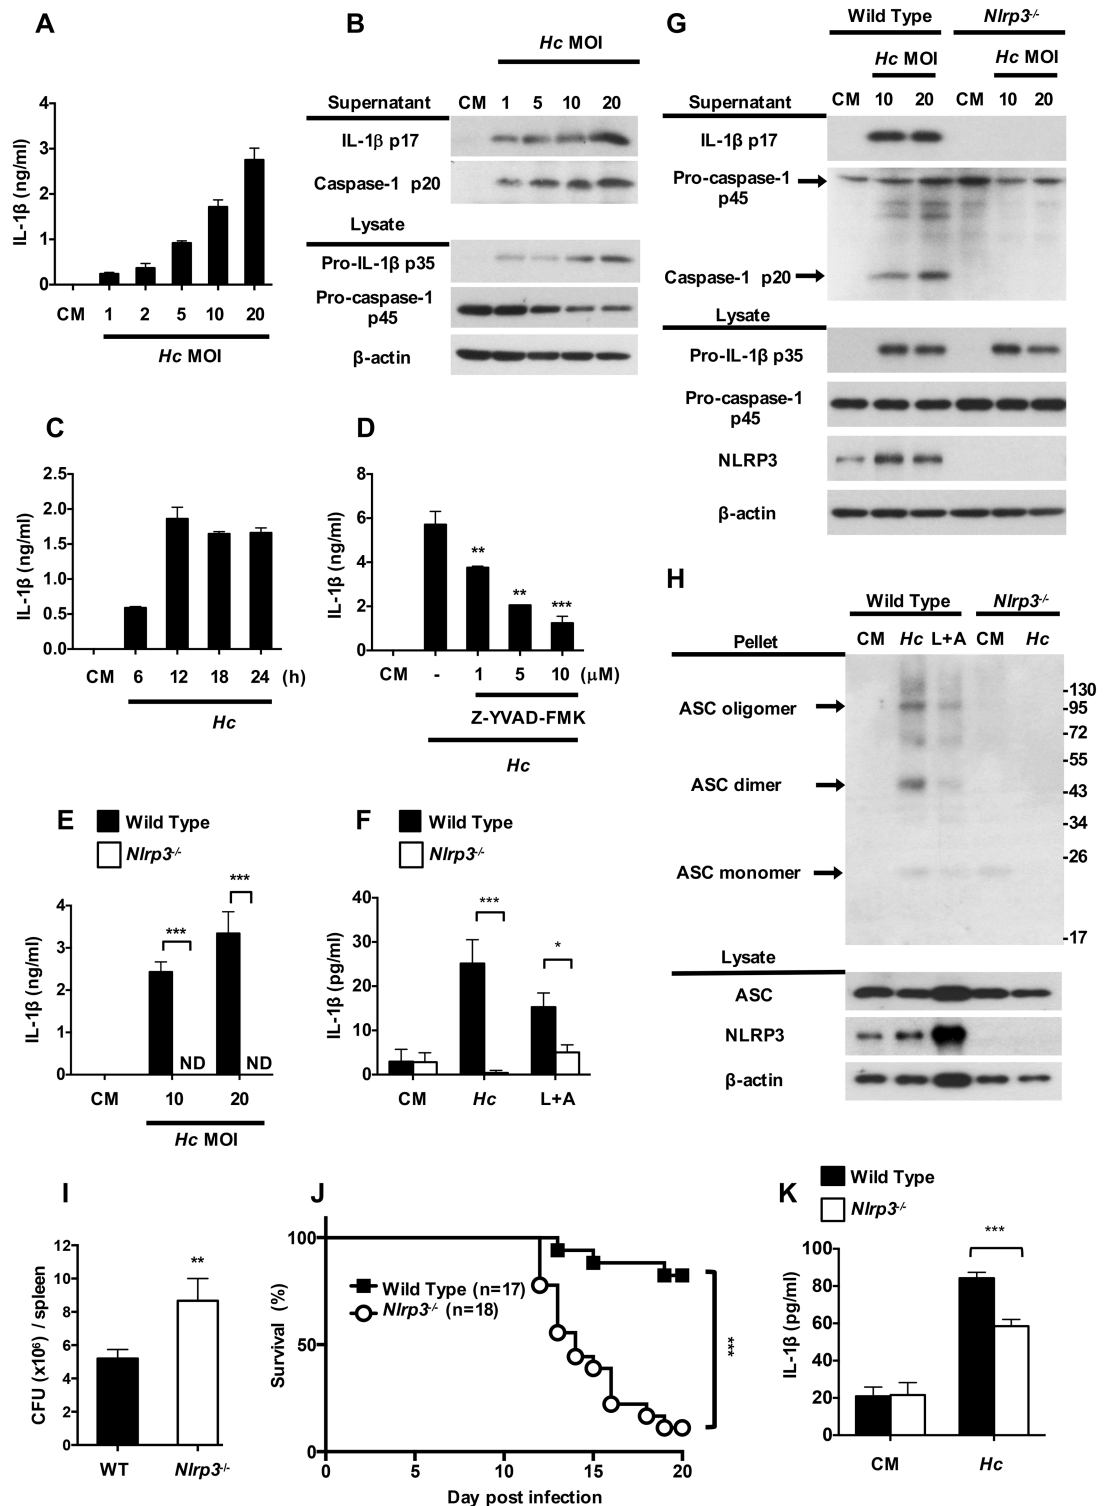 A
IL-1β (ng/ml)
4
3
2
1
0
CM 1 2 5 10 20
Hc MOI
B
Hc MOI
Supernatant CM 1 5 10 20
IL-1β p17
Caspase-1 p20
Lysate
Pro-IL-1β p35
Pro-caspase-1
p45
β-actin
C
IL-1β (ng/ml)
2.5
2.0
1.5
1.0
0.5
0.0
CM 6 12 18 24 (h)
Hc
D
IL-1β (ng/ml)
8
6
4
2
0
** ** ***
CM - 1 5 10 (μM)
Z-YVAD-FMK
Hc
E
Wild Type
Nlrp3-/-
IL-1β (ng/ml)
4
3
2
1
0
*** ***
ND ND
CM 10 20
Hc MOI
F
Wild Type
Nlrp3-/-
IL-1β (pg/ml)
40
30
20
10
0
*** *
CM Hc L+A
G
Wild Type Nlrp3-/-
Hc MOI Hc MOI
Supernatant CM 10 20 CM 10 20
IL-1β p17
Pro-caspase-1
p45
Caspase-1 p20
Lysate
Pro-IL-1β p35
Pro-caspase-1
p45
NLRP3
β-actin
H
Wild Type Nlrp3-/-
Pellet CM Hc L+A CM Hc
ASC oligomer
ASC dimer
ASC monomer
-130
-95
-72
-55
-43
-34
-26
-17
Lysate
ASC
NLRP3
β-actin
I
CFU (x10⁶) / spleen
12
10
8
6
4
2
0
**
WT Nlrp3-/-
J
Survival (%)
100
50
0
Wild Type (n=17)
Nlrp3-/- (n=18)
***
0 5 10 15 20
Day post infection
K
Wild Type
Nlrp3-/-
IL-1β (pg/ml)
100
80
60
40
20
0
***
CM Hc